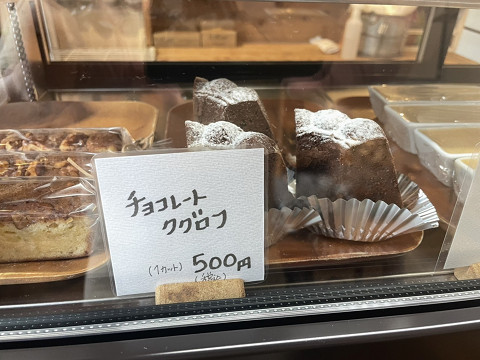 チョコレート
ククロフ
(1カット) 500円
(税込)